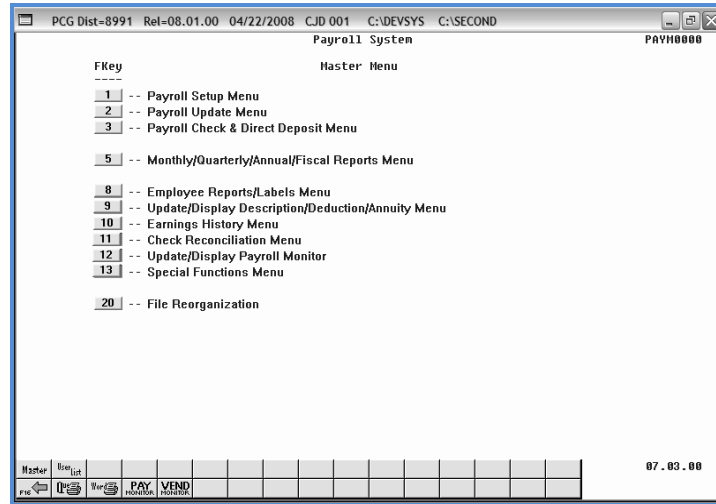 PCG Dist=8991 Rel=08.01.00 04/22/2008 CJD 001 C:\DEVSYS C:\SECOND
Payroll System PAYM0000
FKey Master Menu
----
1 -- Payroll Setup Menu
2 -- Payroll Update Menu
3 -- Payroll Check & Direct Deposit Menu
5 -- Monthly/Quarterly/Annual/Fiscal Reports Menu
8 -- Employee Reports/Labels Menu
9 -- Update/Display Description/Deduction/Annuity Menu
10 -- Earnings History Menu
11 -- Check Reconciliation Menu
12 -- Update/Display Payroll Monitor
13 -- Special Functions Menu
20 -- File Reorganization
Master User List 07.03.00
F16 Que Word PAY MONITOR VEND MONITOR